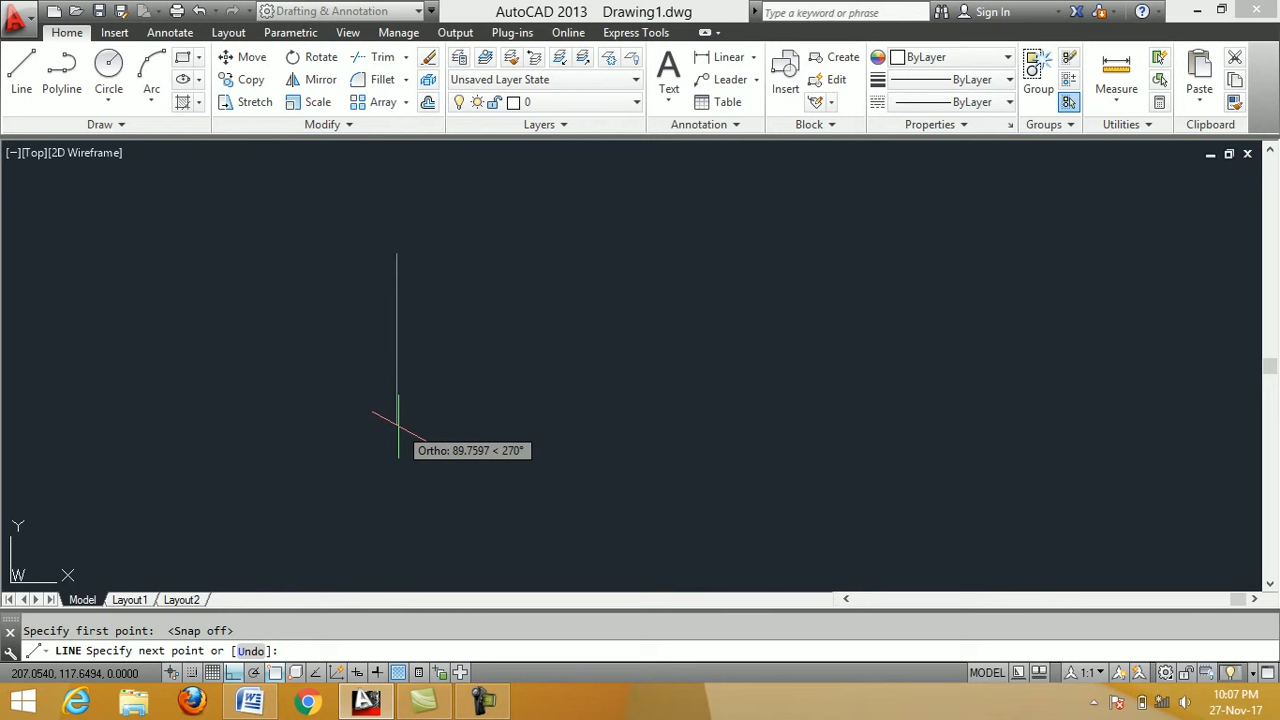 Drafting & Annotation
AutoCAD 2013 Drawing1.dwg
Type a keyword or phrase
Sign In
Home Insert Annotate Layout Parametric View Manage Output Plug-ins Online Express Tools
Line Polyline Circle Arc
Move Rotate Trim
Copy Mirror Fillet
Stretch Scale Array
Unsaved Layer State
0
Text
Linear
Leader
Table
Insert
Create
Edit
ByLayer
ByLayer
ByLayer
Group
Measure
Paste
Draw Modify Layers Annotation Block Properties Groups Utilities Clipboard
[−][Top][2D Wireframe]
Ortho: 89.7597 < 270°
Y
W X
Model Layout1 Layout2
Specify first point: <Snap off>
LINE Specify next point or [Undo]:
207.0540, 117.6494, 0.0000
MODEL
1:1
10:07 PM
27-Nov-17